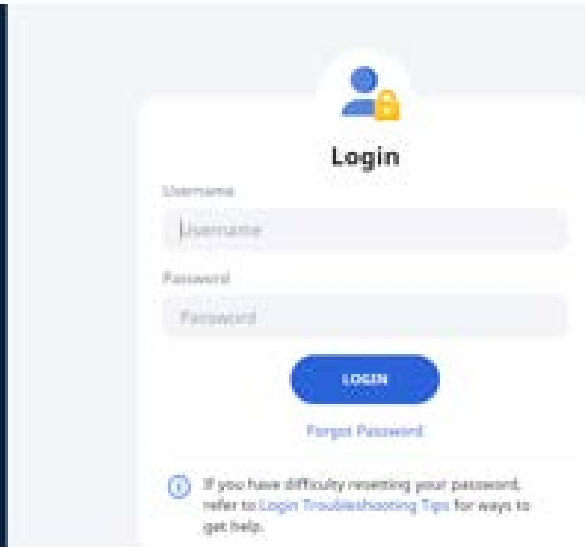 Login
Username
Username
Password
Password
LOGIN
Forgot Password
If you have difficulty resetting your password,
refer to Login Troubleshooting Tips for ways to
get help.